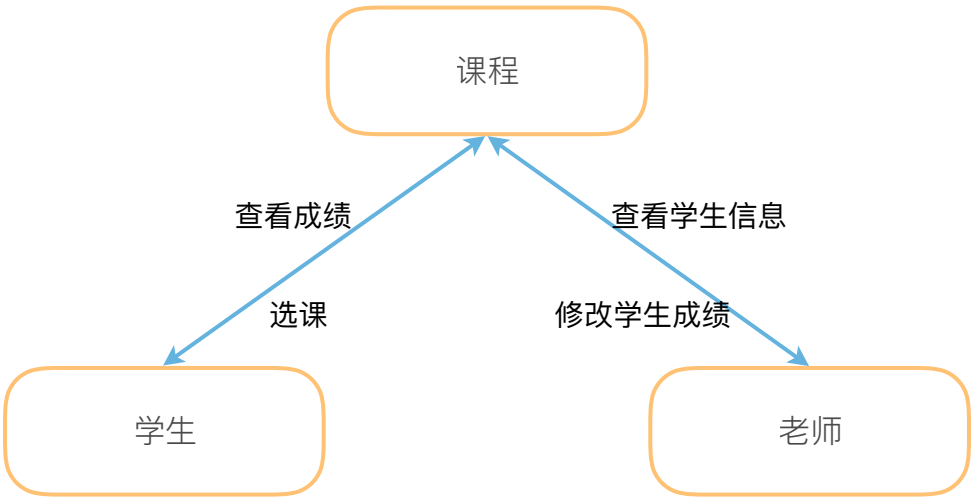 课程
查看成绩
查看学生信息
选课
修改学生成绩
学生
老师